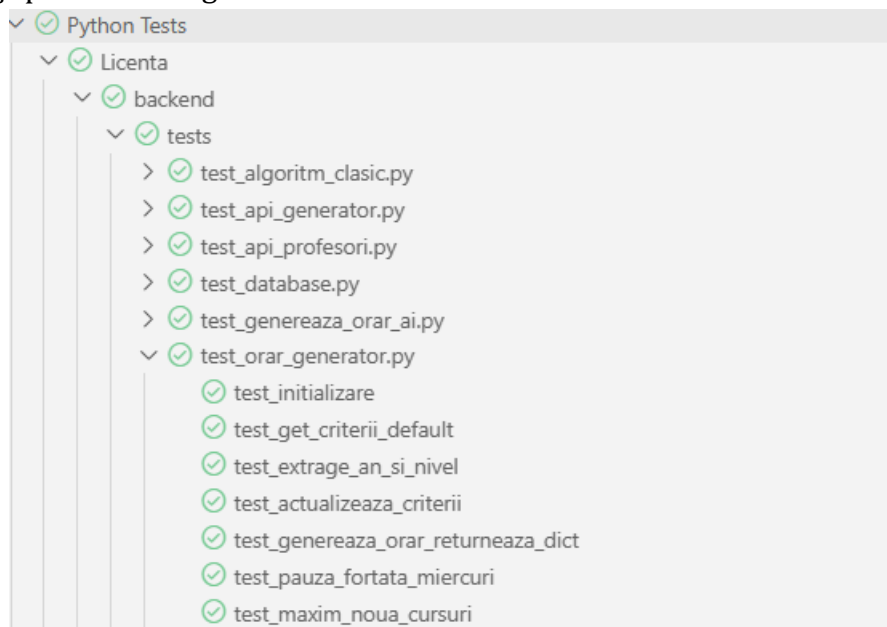 Python Tests
Licenta
backend
tests
test_algoritm_clasic.py
test_api_generator.py
test_api_profesori.py
test_database.py
test_genereaza_orar_ai.py
test_orar_generator.py
test_initializare
test_get_criterii_default
test_extrage_an_si_nivel
test_actualizeaza_criterii
test_genereaza_orar_returneaza_dict
test_pauza_fortata_miercuri
test_maxim_noua_cursuri